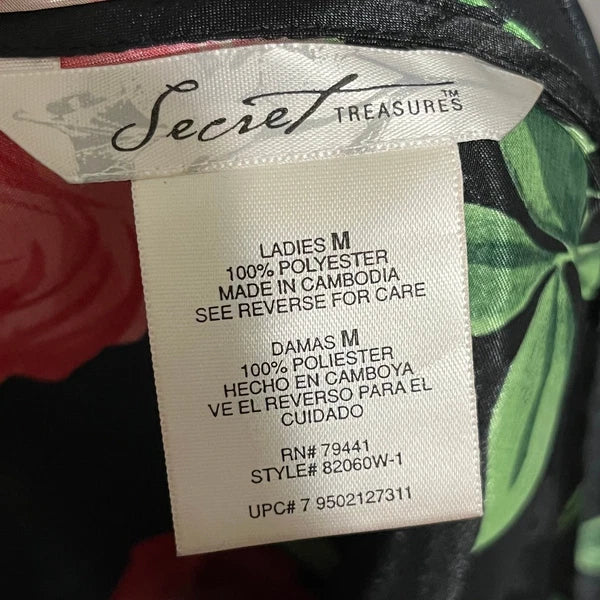 Secret TREASURES™
LADIES M
100% POLYESTER
MADE IN CAMBODIA
SEE REVERSE FOR CARE
DAMAS M
100% POLIESTER
HECHO EN CAMBOYA
VE EL REVERSO PARA EL
CUIDADO
RN# 79441
STYLE# 82060W-1
UPC# 7 9502127311